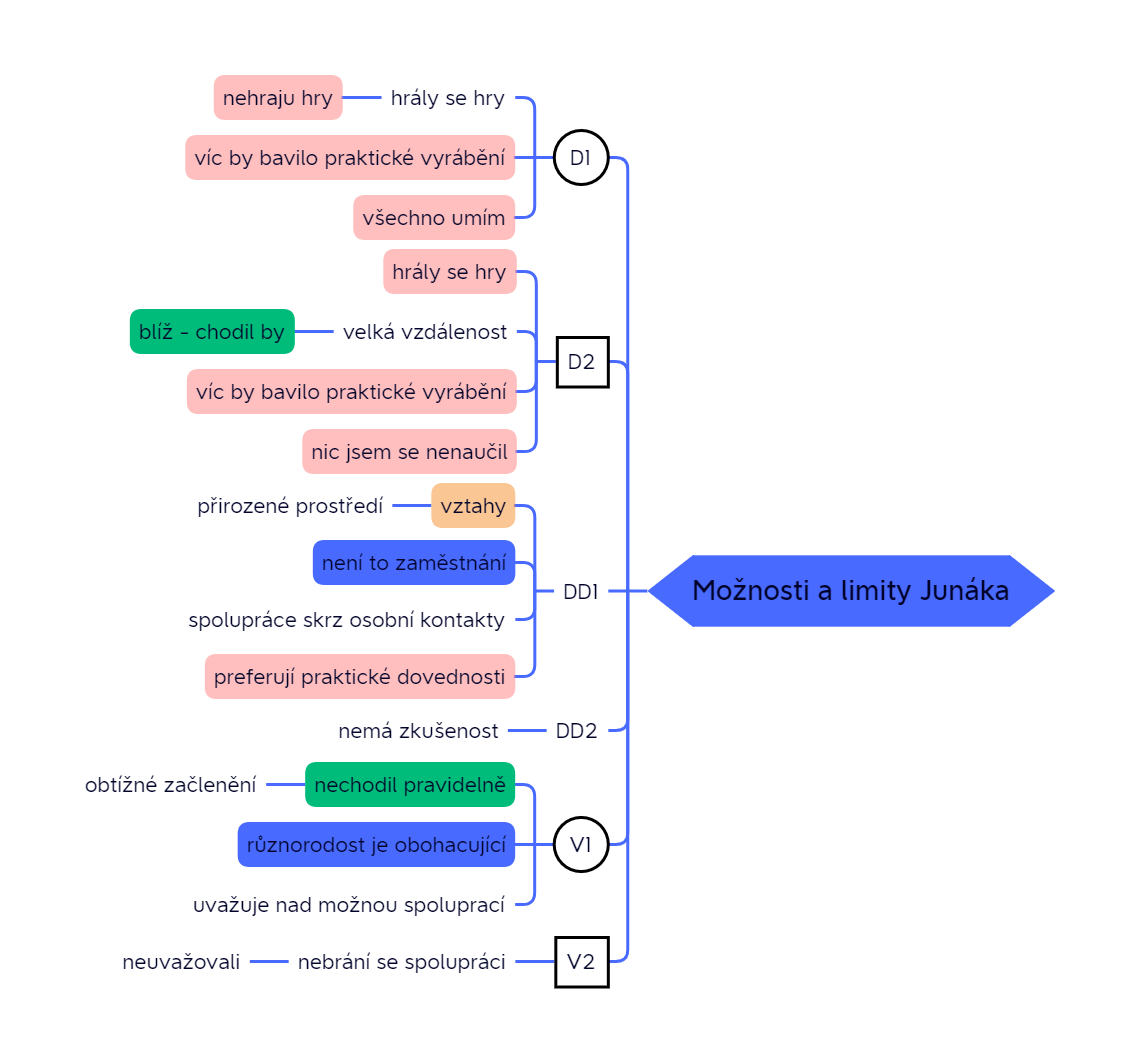 nehraju hry
hrály se hry
víc by bavilo praktické vyrábění
D1
všechno umím
hrály se hry
blíž - chodil by
velká vzdálenost
D2
víc by bavilo praktické vyrábění
nic jsem se nenaučil
přirozené prostředí
vztahy
není to zaměstnání
DD1
Možnosti a limity Junáka
spolupráce skrz osobní kontakty
preferují praktické dovednosti
nemá zkušenost
DD2
obtížné začlenění
nechodil pravidelně
různorodost je obohacující
V1
uvažuje nad možnou spoluprací
neuvažovali
nebrání se spolupráci
V2